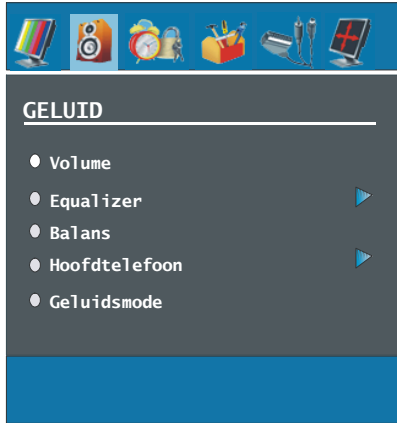 GELUID
Volume
Equalizer
Balans
Hoofdtelefoon
Geluidsmode